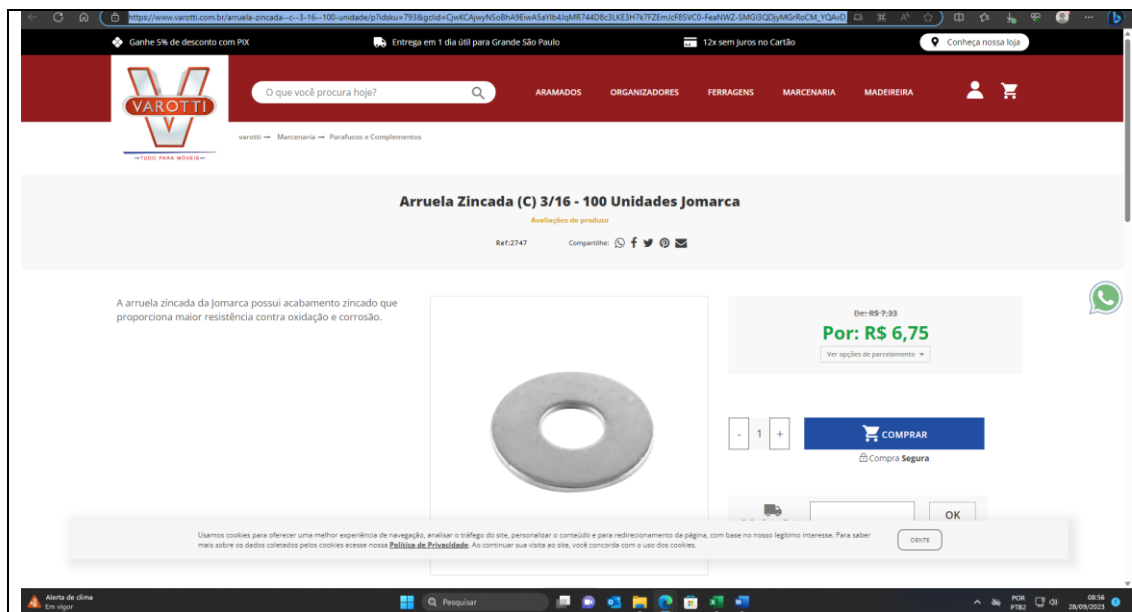 https://www.varotti.com.br/arruela-zincada--c--3-16--100-unidade/p?idsku=793&gclid=CjwKCAjwyNSoBhA9EiwA5aYlb4JqMR744D8c3LKE3H7k7FZEmJcF8SVC0-FeaNWZ-SMGI3QDjyMGrRoCM_YQAvD_
Ganhe 5% de desconto com PIX
Entrega em 1 dia útil para Grande São Paulo
12x sem juros no Cartão
Conheça nossa loja
VAROTTI
TUDO PARA MÓVEIS
O que você procura hoje?
ARAMADOS
ORGANIZADORES
FERRAGENS
MARCENARIA
MADEIREIRA
varotti → Marcenaria → Parafusos e Complementos
Arruela Zincada (C) 3/16 - 100 Unidades Jomarca
Avaliações do produto
Ref:2747
Compartilhe:
A arruela zincada da Jomarca possui acabamento zincado que
proporciona maior resistência contra oxidação e corrosão.
De: R$ 7,33
Por: R$ 6,75
Ver opções de parcelamento
- 1 +
COMPRAR
Compra Segura
OK
Usamos cookies para oferecer uma melhor experiência de navegação, analisar o tráfego do site, personalizar o conteúdo e para redirecionamento da página, com base no nosso legítimo interesse. Para saber
mais sobre os dados coletados pelos cookies acesse nossa Política de Privacidade. Ao continuar sua visita ao site, você concorda com o uso dos cookies.
CIENTE
Alerta de clima
Em vigor
Pesquisar
POR
PTB2
08:56
28/09/2023